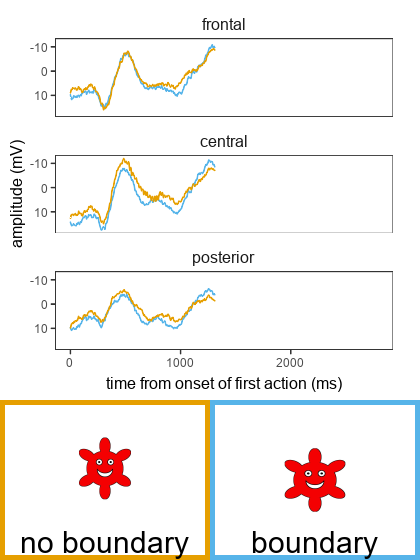 frontal
-10
0
10
central
-10
0
10
amplitude (mV)
posterior
-10
0
10
0
1000
2000
time from onset of first action (ms)
no boundary
boundary